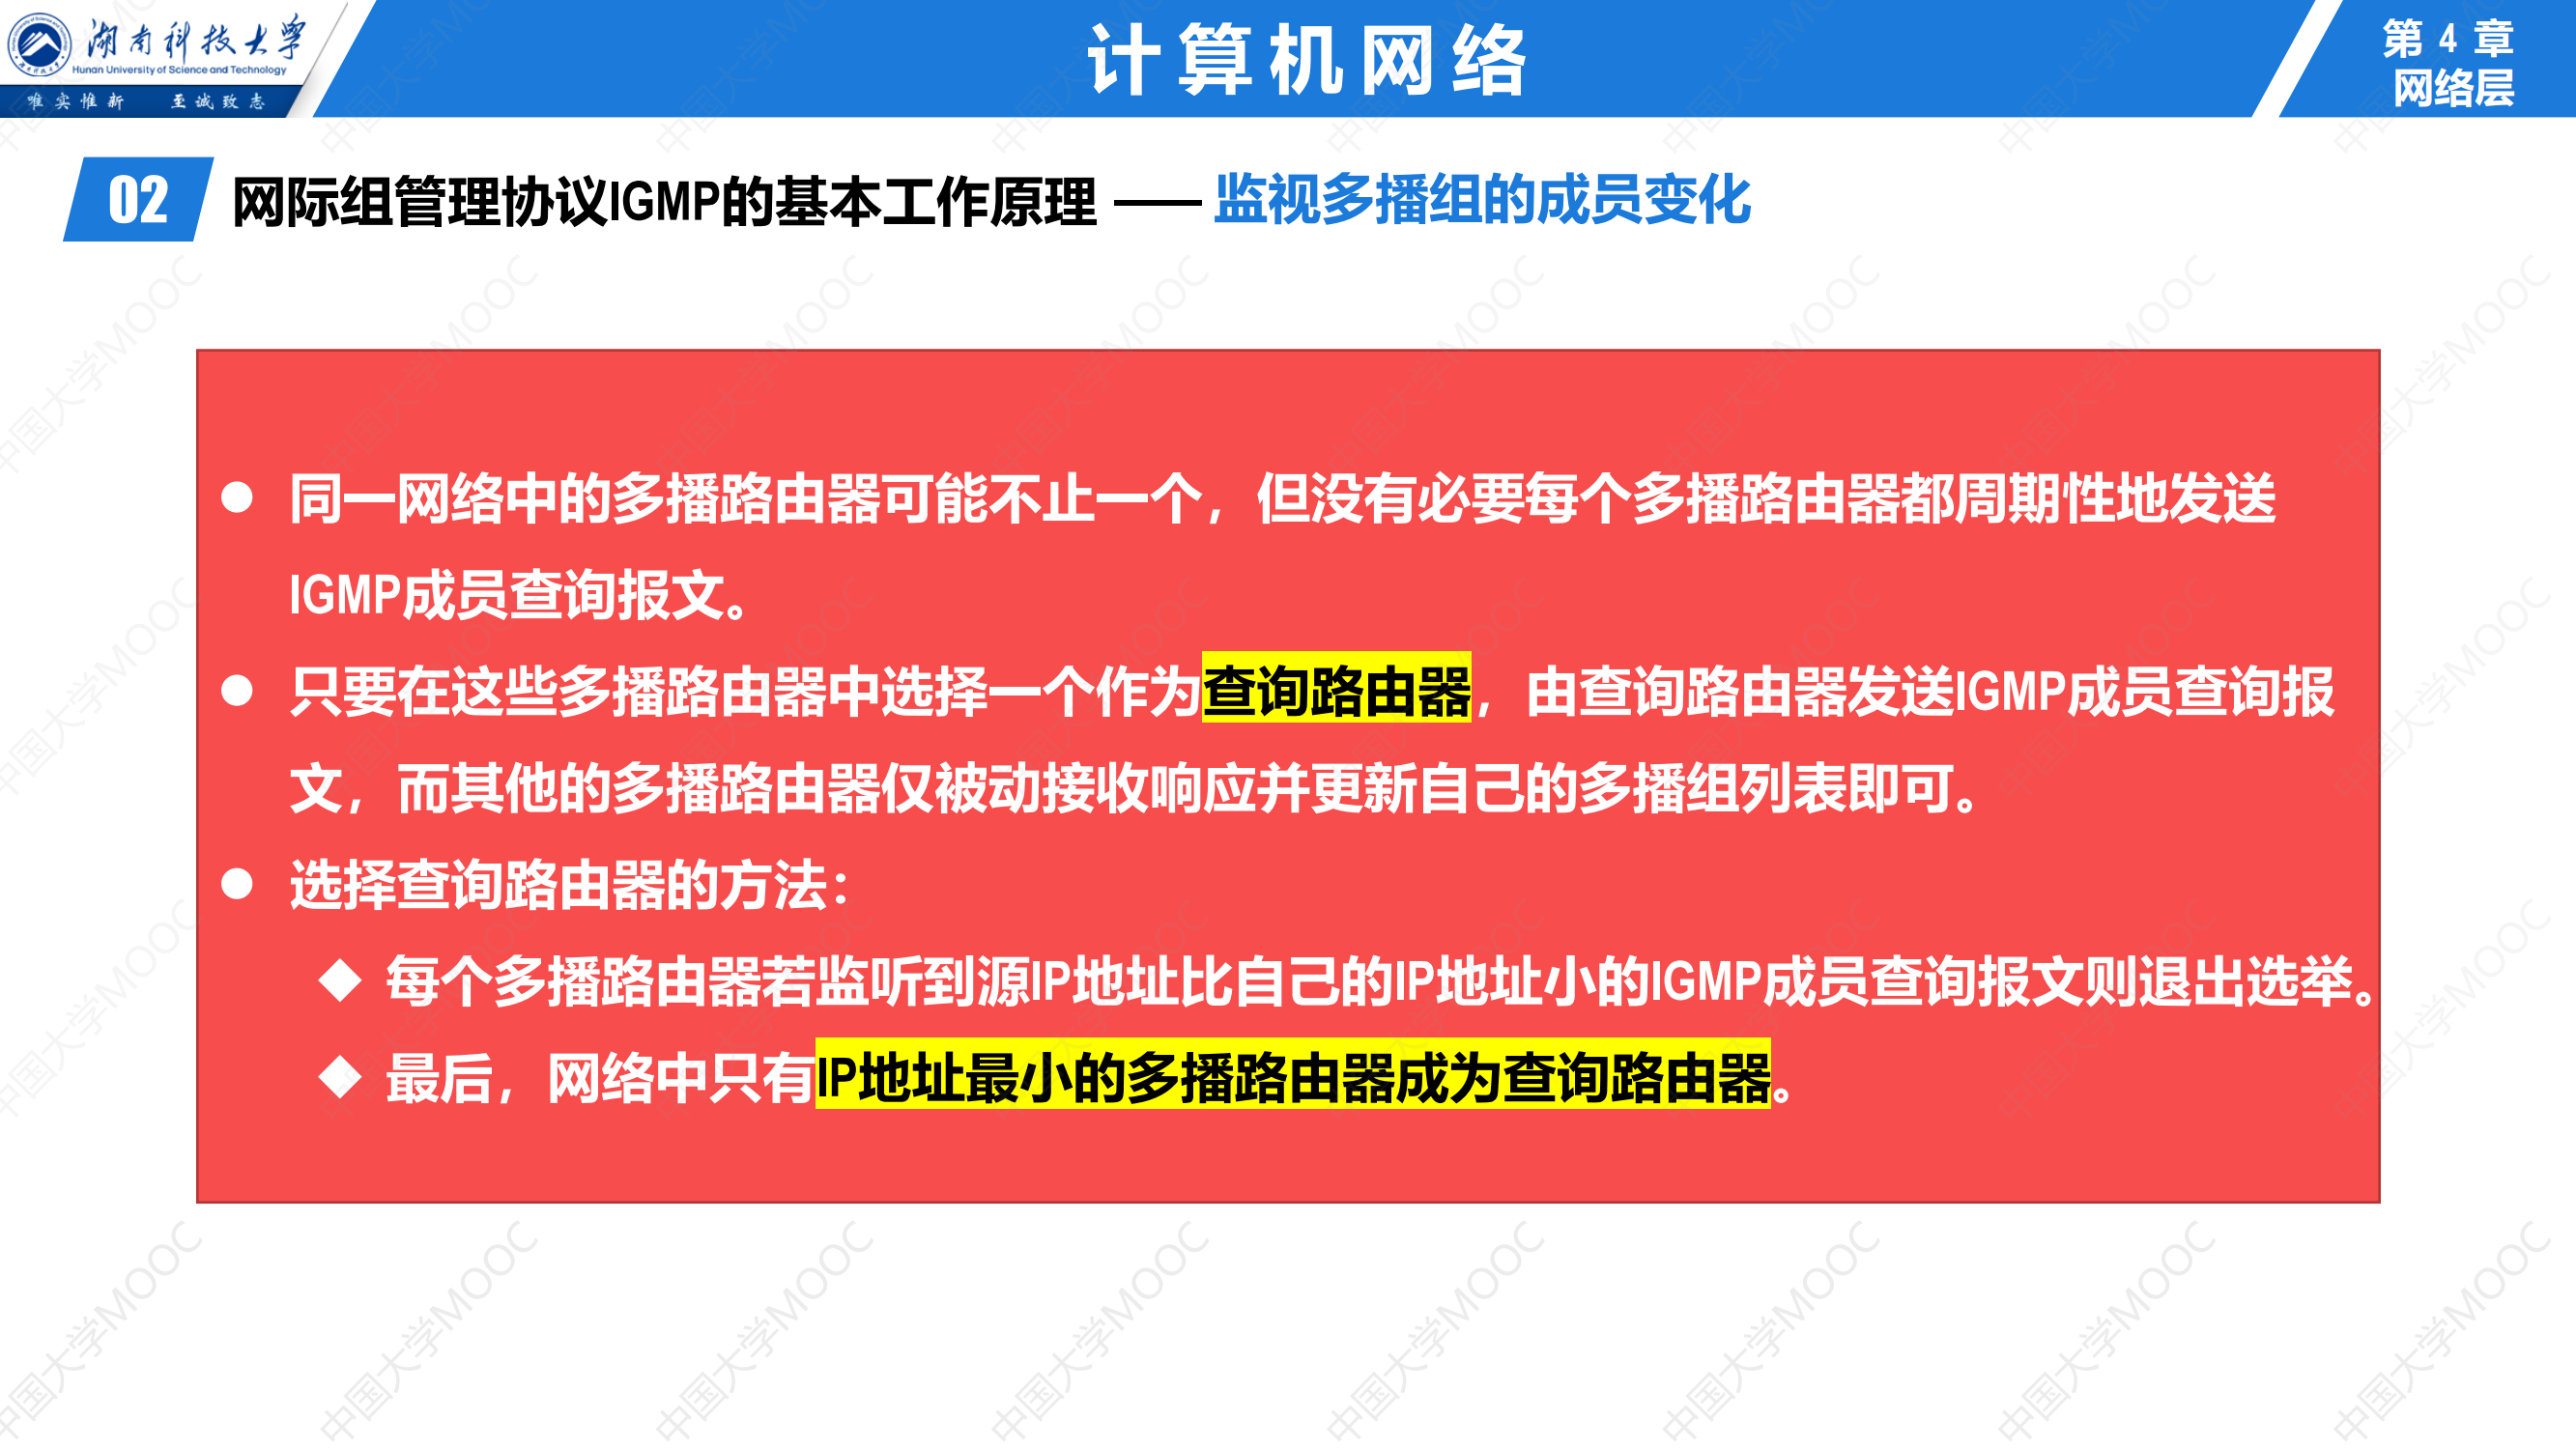 湖南科技大学
Hunan University of Science and Technology
唯实惟新 至诚致志
计算机网络
第 4 章
网络层
02 网际组管理协议IGMP的基本工作原理 —— 监视多播组的成员变化
● 同一网络中的多播路由器可能不止一个，但没有必要每个多播路由器都周期性地发送
IGMP成员查询报文。
● 只要在这些多播路由器中选择一个作为查询路由器，由查询路由器发送IGMP成员查询报
文，而其他的多播路由器仅被动接收响应并更新自己的多播组列表即可。
● 选择查询路由器的方法：
◆ 每个多播路由器若监听到源IP地址比自己的IP地址小的IGMP成员查询报文则退出选举。
◆ 最后，网络中只有IP地址最小的多播路由器成为查询路由器。
中国大学MOOC